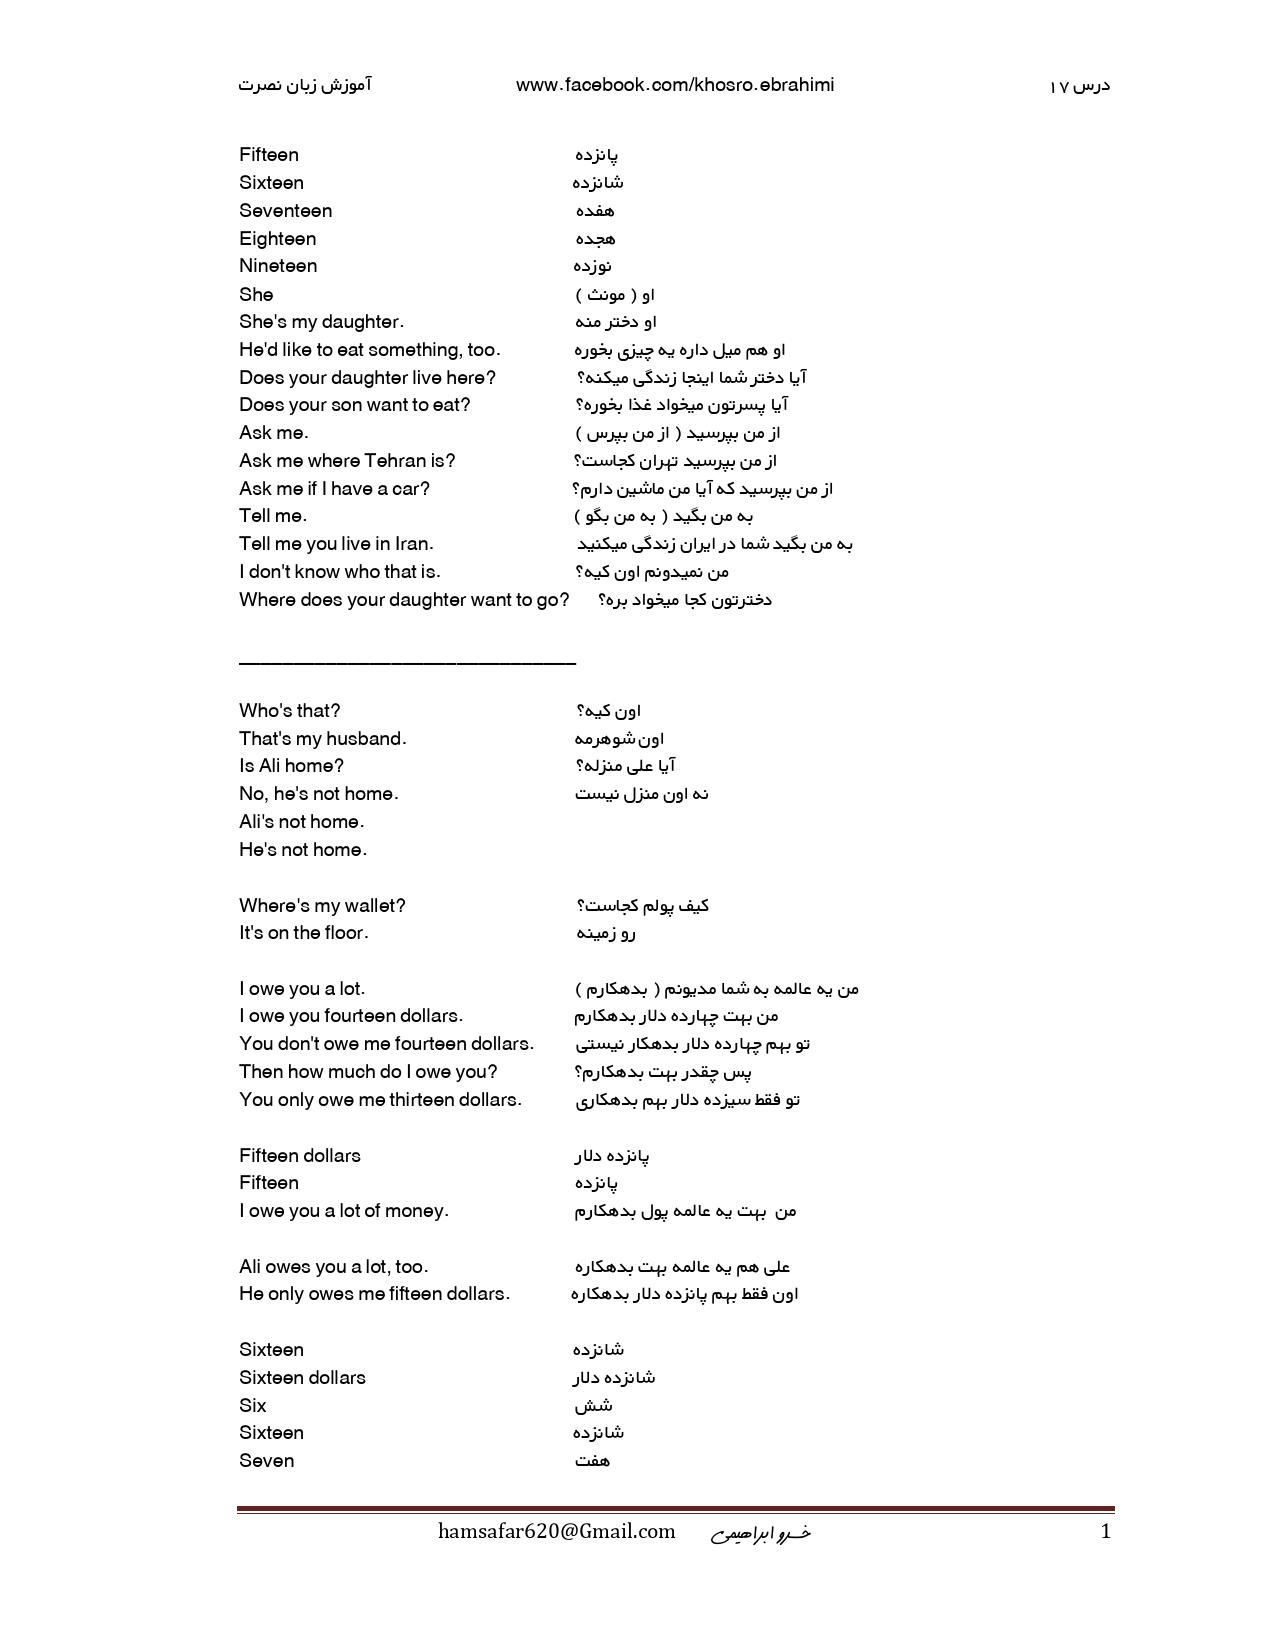 آموزش زبان نصرت www.facebook.com/khosro.ebrahimi درس ۱۷
Fifteen پانزده
Sixteen شانزده
Seventeen هفده
Eighteen هجده
Nineteen نوزده
She او ( مونث )
She's my daughter. او دختر منه
He'd like to eat something, too. او هم میل داره یه چیزی بخوره
Does your daughter live here? آیا دختر شما اینجا زندگی میکنه؟
Does your son want to eat? آیا پسرتون میخواد غذا بخوره؟
Ask me. از من بپرسید ( از من بپرس )
Ask me where Tehran is? از من بپرسید تهران کجاست؟
Ask me if I have a car? از من بپرسید که آیا من ماشین دارم؟
Tell me. به من بگید ( به من بگو )
Tell me you live in Iran. به من بگید شما در ایران زندگی میکنید
I don't know who that is. من نمیدونم اون کیه؟
Where does your daughter want to go? دخترتون کجا میخواد بره؟
Who's that? اون کیه؟
That's my husband. اون شوهرمه
Is Ali home? آیا علی منزله؟
No, he's not home. نه اون منزل نیست
Ali's not home.
He's not home.
Where's my wallet? کیف پولم کجاست؟
It's on the floor. رو زمینه
I owe you a lot. من یه عالمه به شما مدیونم ( بدهکارم )
I owe you fourteen dollars. من بهت چهارده دلار بدهکارم
You don't owe me fourteen dollars. تو بهم چهارده دلار بدهکار نیستی
Then how much do I owe you? پس چقدر بهت بدهکارم؟
You only owe me thirteen dollars. تو فقط سیزده دلار بهم بدهکاری
Fifteen dollars پانزده دلار
Fifteen پانزده
I owe you a lot of money. من بهت یه عالمه پول بدهکارم
Ali owes you a lot, too. علی هم یه عالمه بهت بدهکاره
He only owes me fifteen dollars. اون فقط بهم پانزده دلار بدهکاره
Sixteen شانزده
Sixteen dollars شانزده دلار
Six شش
Sixteen شانزده
Seven هفت
hamsafar620@Gmail.com خسرو ابراهیمی 1